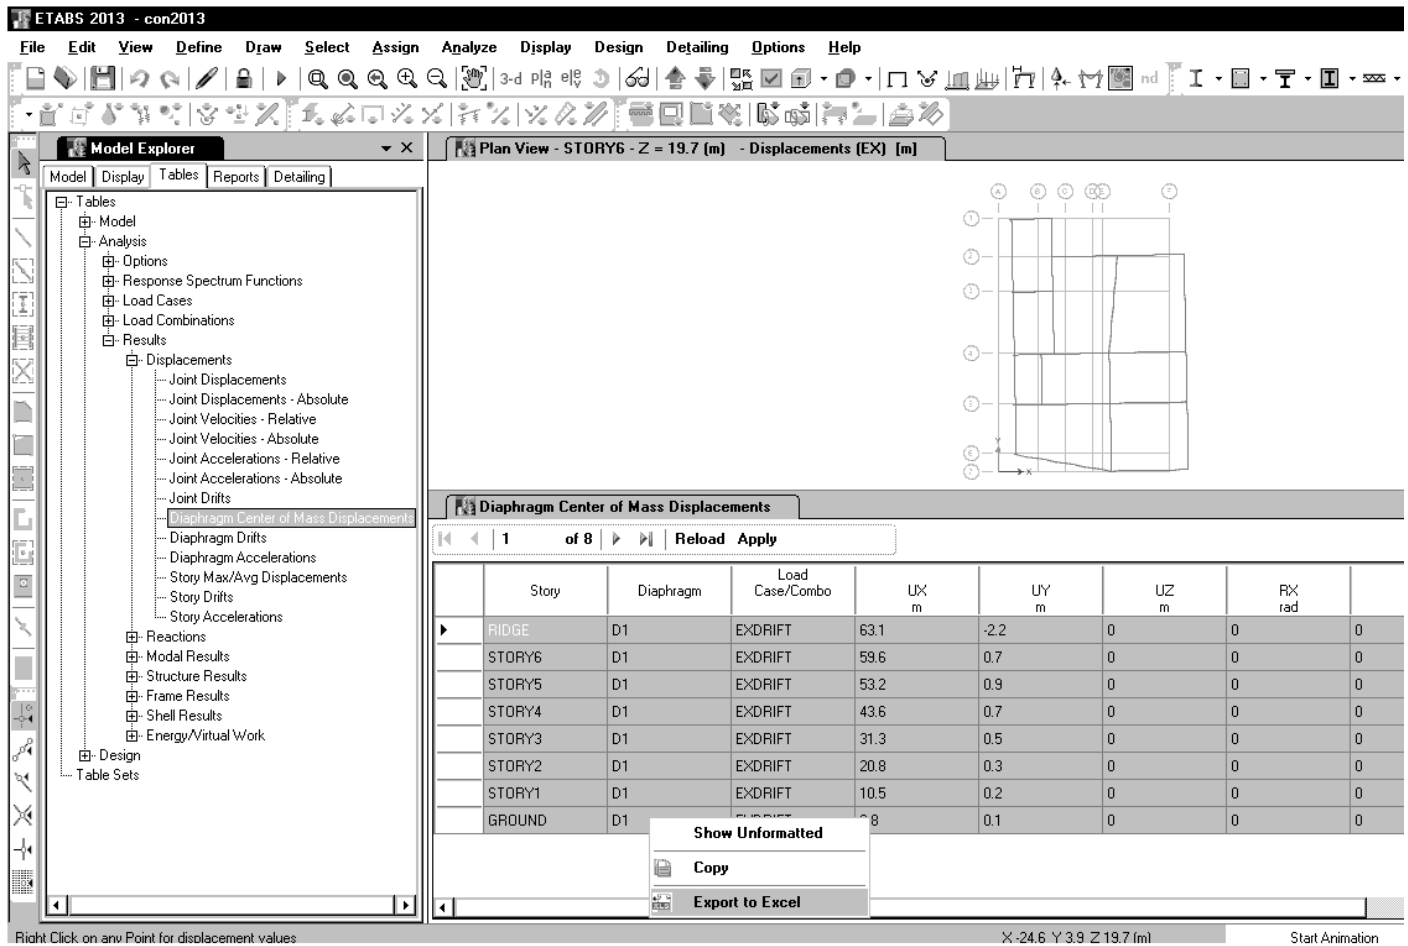 ETABS 2013 - con2013
File Edit View Define Draw Select Assign Analyze Display Design Detailing Options Help
3-d
nd
Model Explorer
Model Display Tables Reports Detailing
Tables
Model
Analysis
Options
Response Spectrum Functions
Load Cases
Load Combinations
Results
Displacements
Joint Displacements
Joint Displacements - Absolute
Joint Velocities - Relative
Joint Velocities - Absolute
Joint Accelerations - Relative
Joint Accelerations - Absolute
Joint Drifts
Diaphragm Center of Mass Displacements
Diaphragm Drifts
Diaphragm Accelerations
Story Max/Avg Displacements
Story Drifts
Story Accelerations
Reactions
Modal Results
Structure Results
Frame Results
Shell Results
Energy/Virtual Work
Design
Table Sets
Plan View - STORY6 - Z = 19.7 (m) - Displacements (EX) [m]
A B C D E F
1
2
3
4
5
6
7
Y
X
Diaphragm Center of Mass Displacements
1 of 8 Reload Apply
Story Diaphragm Load Case/Combo UX m UY m UZ m RX rad
RIDGE D1 EXDRIFT 63.1 -2.2 0 0 0
STORY6 D1 EXDRIFT 59.6 0.7 0 0 0
STORY5 D1 EXDRIFT 53.2 0.9 0 0 0
STORY4 D1 EXDRIFT 43.6 0.7 0 0 0
STORY3 D1 EXDRIFT 31.3 0.5 0 0 0
STORY2 D1 EXDRIFT 20.8 0.3 0 0 0
STORY1 D1 EXDRIFT 10.5 0.2 0 0 0
GROUND D1 0.1 0 0 0
Show Unformatted
Copy
Export to Excel
Right Click on any Point for displacement values
X -24.6 Y 3.9 Z 19.7 (m)
Start Animation